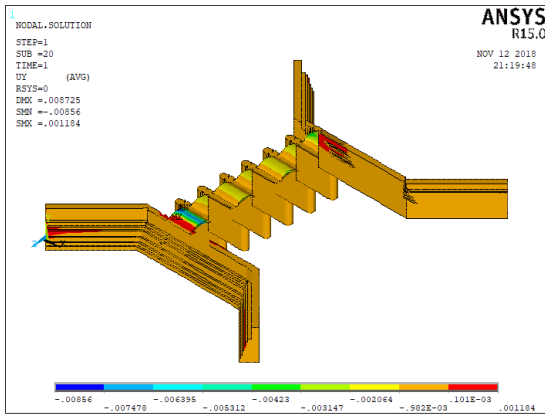 1
NODAL SOLUTION
STEP=1
SUB =20
TIME=1
UY (AVG)
RSYS=0
DMX =.008725
SMN =-.00856
SMX =.001184
ANSYS
R15.0
NOV 12 2018
21:19:48
Z X
-.00856 -.006395 -.00423 -.002064 .101E-03
-.007478 -.005312 -.003147 -.982E-03 .001184